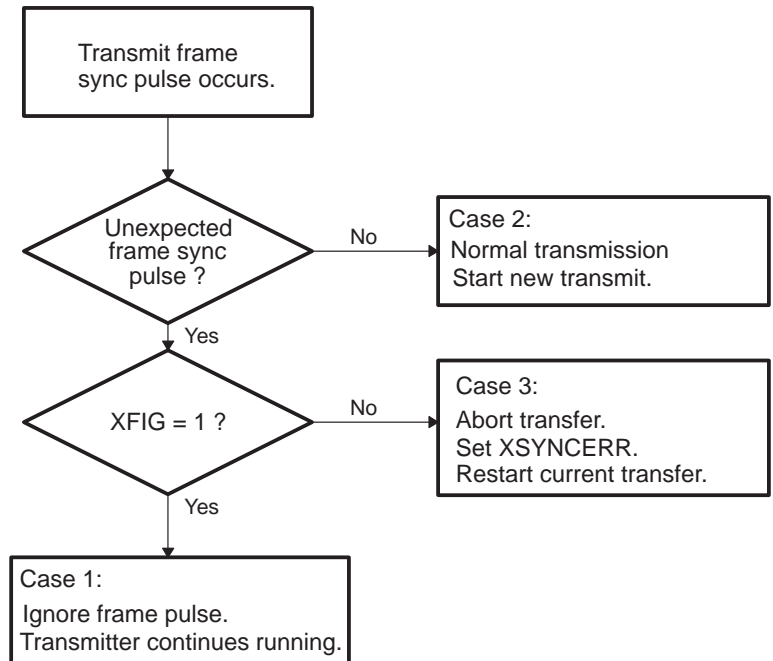 Transmit frame
sync pulse occurs.
Unexpected
frame sync
pulse ?
No
Case 2:
Normal transmission
Start new transmit.
Yes
XFIG = 1 ?
No
Case 3:
Abort transfer.
Set XSYNCERR.
Restart current transfer.
Yes
Case 1:
Ignore frame pulse.
Transmitter continues running.